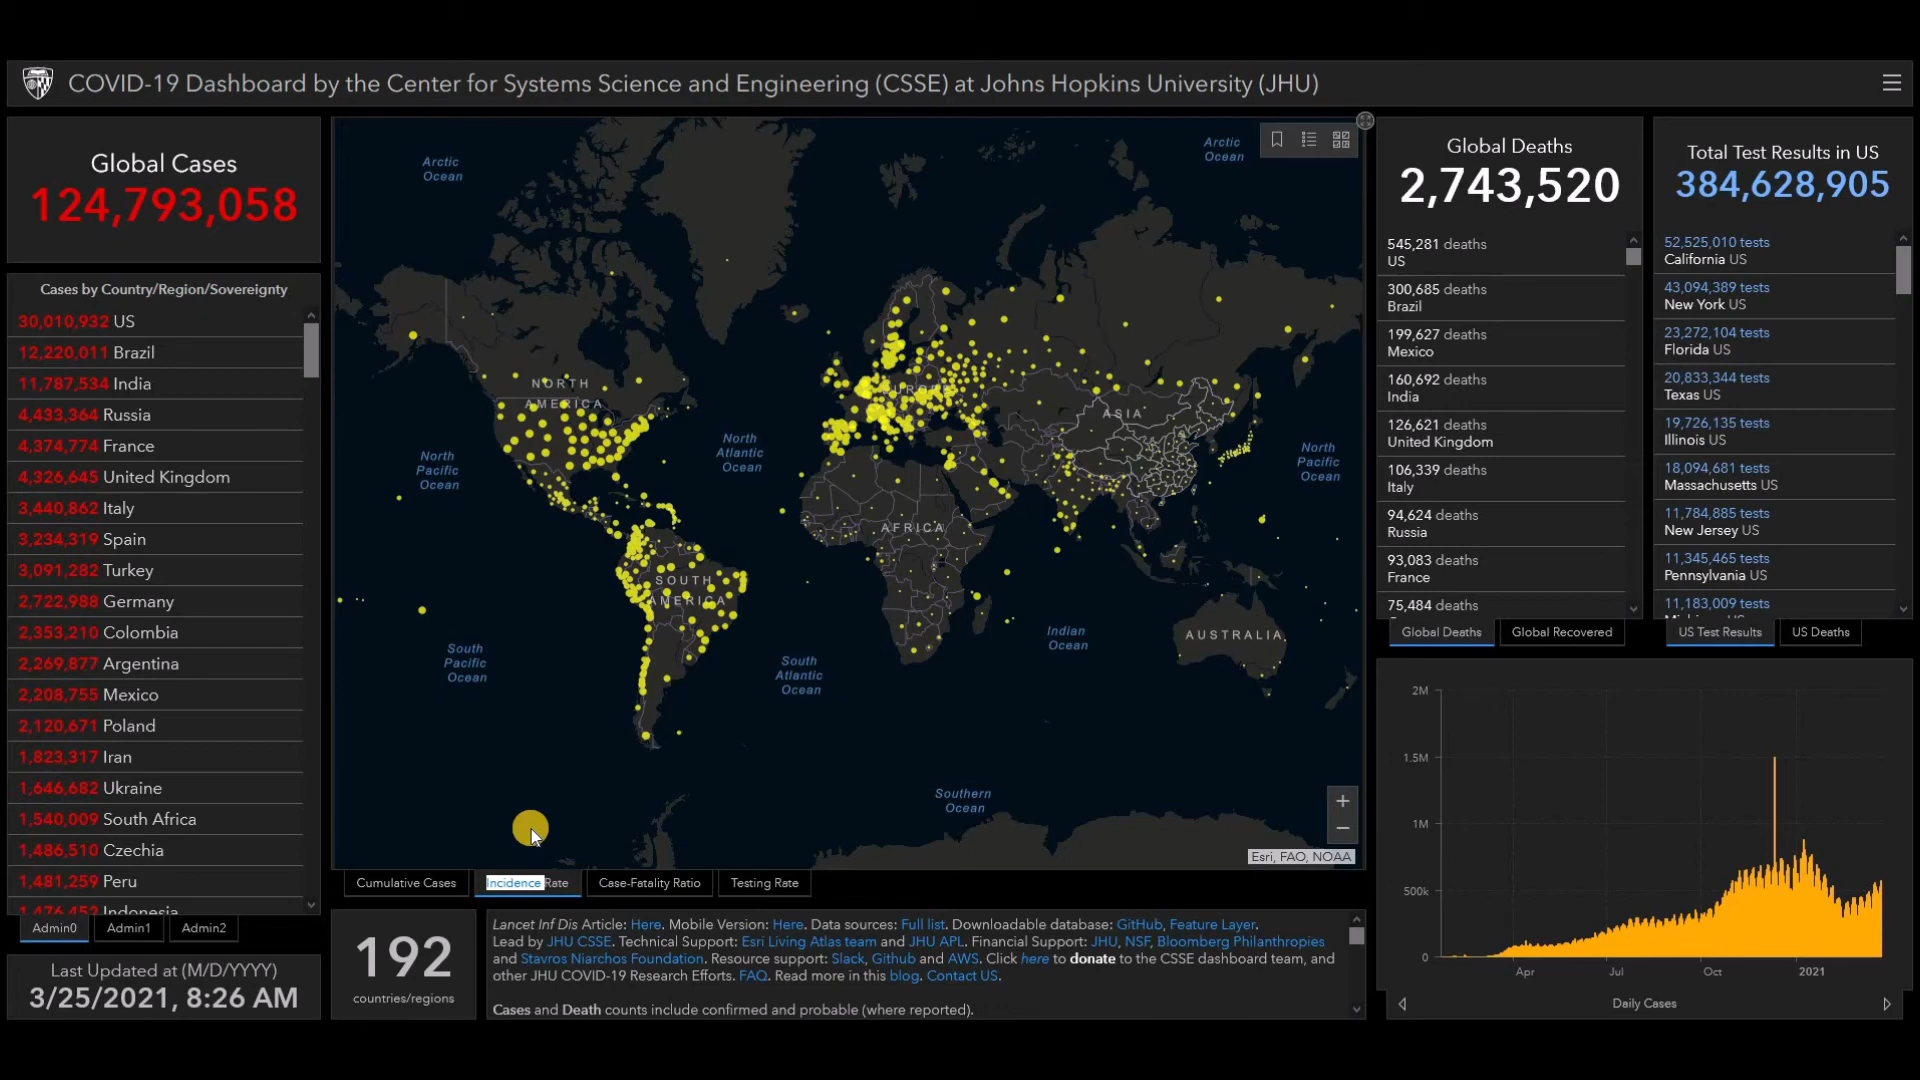 COVID-19 Dashboard by the Center for Systems Science and Engineering (CSSE) at Johns Hopkins University (JHU)
Global Cases
124,793,058
Cases by Country/Region/Sovereignty
30,010,932 US
12,220,011 Brazil
11,787,534 India
4,433,364 Russia
4,374,774 France
4,326,645 United Kingdom
3,440,862 Italy
3,234,319 Spain
3,091,282 Turkey
2,722,988 Germany
2,353,210 Colombia
2,269,877 Argentina
2,208,755 Mexico
2,120,671 Poland
1,823,317 Iran
1,646,682 Ukraine
1,540,009 South Africa
1,486,510 Czechia
1,481,259 Peru
1,476,452 Indonesia
Admin0
Admin1
Admin2
Last Updated at (M/D/YYYY)
3/25/2021, 8:26 AM
Arctic
Ocean
Arctic
Ocean
NORTH
AMERICA
EUROPE
ASIA
North
Pacific
Ocean
North
Atlantic
Ocean
North
Pacific
Ocean
AFRICA
SOUTH
AMERICA
AUSTRALIA
South
Pacific
Ocean
South
Atlantic
Ocean
Indian
Ocean
Southern
Ocean
+
−
Esri, FAO, NOAA
Cumulative Cases
Incidence Rate
Case-Fatality Ratio
Testing Rate
192
countries/regions
Lancet Inf Dis Article: Here. Mobile Version: Here. Data sources: Full list. Downloadable database: GitHub, Feature Layer.
Lead by JHU CSSE. Technical Support: Esri Living Atlas team and JHU APL. Financial Support: JHU, NSF, Bloomberg Philanthropies
and Stavros Niarchos Foundation. Resource support: Slack, Github and AWS. Click here to donate to the CSSE dashboard team, and
other JHU COVID-19 Research Efforts. FAQ. Read more in this blog. Contact US.
Cases and Death counts include confirmed and probable (where reported).
Global Deaths
2,743,520
545,281 deaths
US
300,685 deaths
Brazil
199,627 deaths
Mexico
160,692 deaths
India
126,621 deaths
United Kingdom
106,339 deaths
Italy
94,624 deaths
Russia
93,083 deaths
France
75,484 deaths
Global Deaths
Global Recovered
Total Test Results in US
384,628,905
52,525,010 tests
California US
43,094,389 tests
New York US
23,272,104 tests
Florida US
20,833,344 tests
Texas US
19,726,135 tests
Illinois US
18,094,681 tests
Massachusetts US
11,784,885 tests
New Jersey US
11,345,465 tests
Pennsylvania US
11,183,009 tests
US Test Results
US Deaths
2M
1.5M
1M
500k
0
Apr
Jul
Oct
2021
Daily Cases